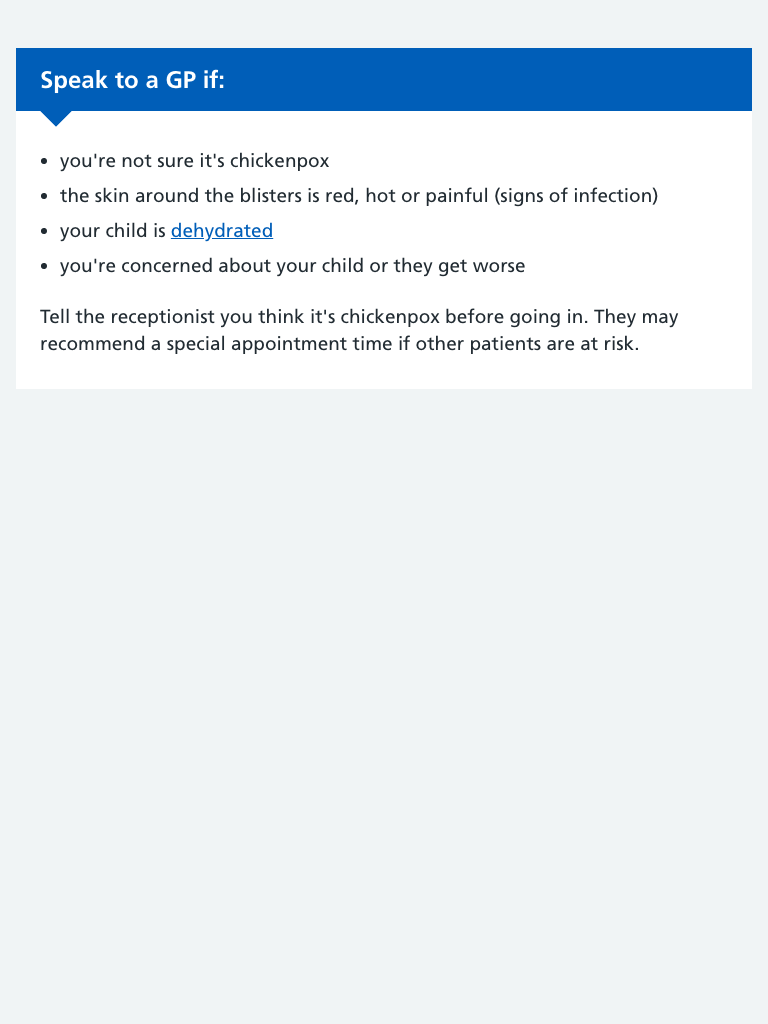 Speak to a GP if:
you're not sure it's chickenpox
the skin around the blisters is red, hot or painful (signs of infection)
your child is dehydrated
you're concerned about your child or they get worse
Tell the receptionist you think it's chickenpox before going in. They may
recommend a special appointment time if other patients are at risk.